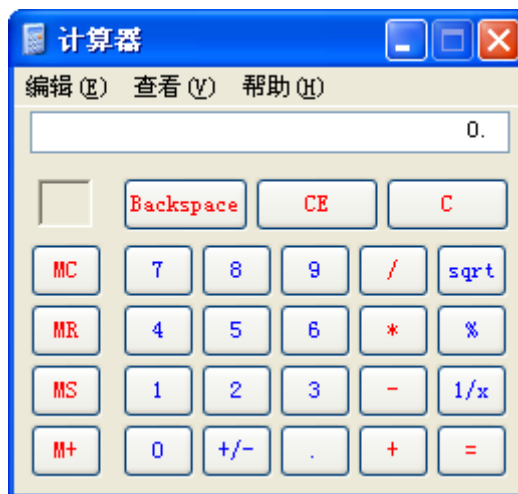 计算器
编辑(E) 查看(V) 帮助(H)
0.
Backspace CE C
MC 7 8 9 / sqrt
MR 4 5 6 * %
MS 1 2 3 - 1/x
M+ 0 +/- . + =